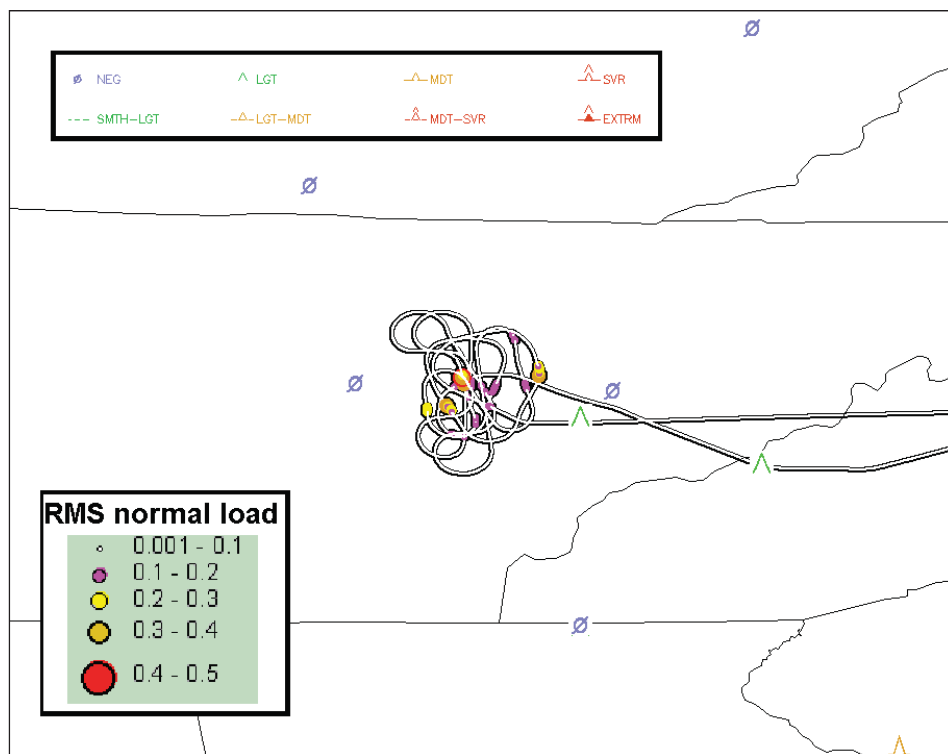 NEG LGT MDT SVR
SMTH-LGT LGT-MDT MDT-SVR EXTRM
RMS normal load
0.001 - 0.1
0.1 - 0.2
0.2 - 0.3
0.3 - 0.4
0.4 - 0.5